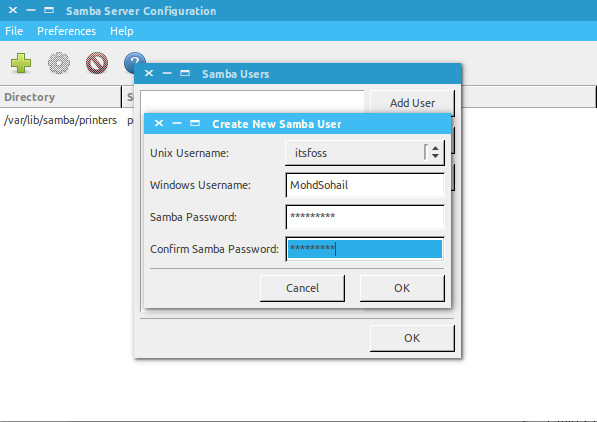 Samba Server Configuration
File Preferences Help
Samba Users
Directory
/var/lib/samba/printers
Add User
Create New Samba User
Unix Username: itsfoss
Windows Username: MohdSohail
Samba Password: *********
Confirm Samba Password: *********
Cancel OK
OK